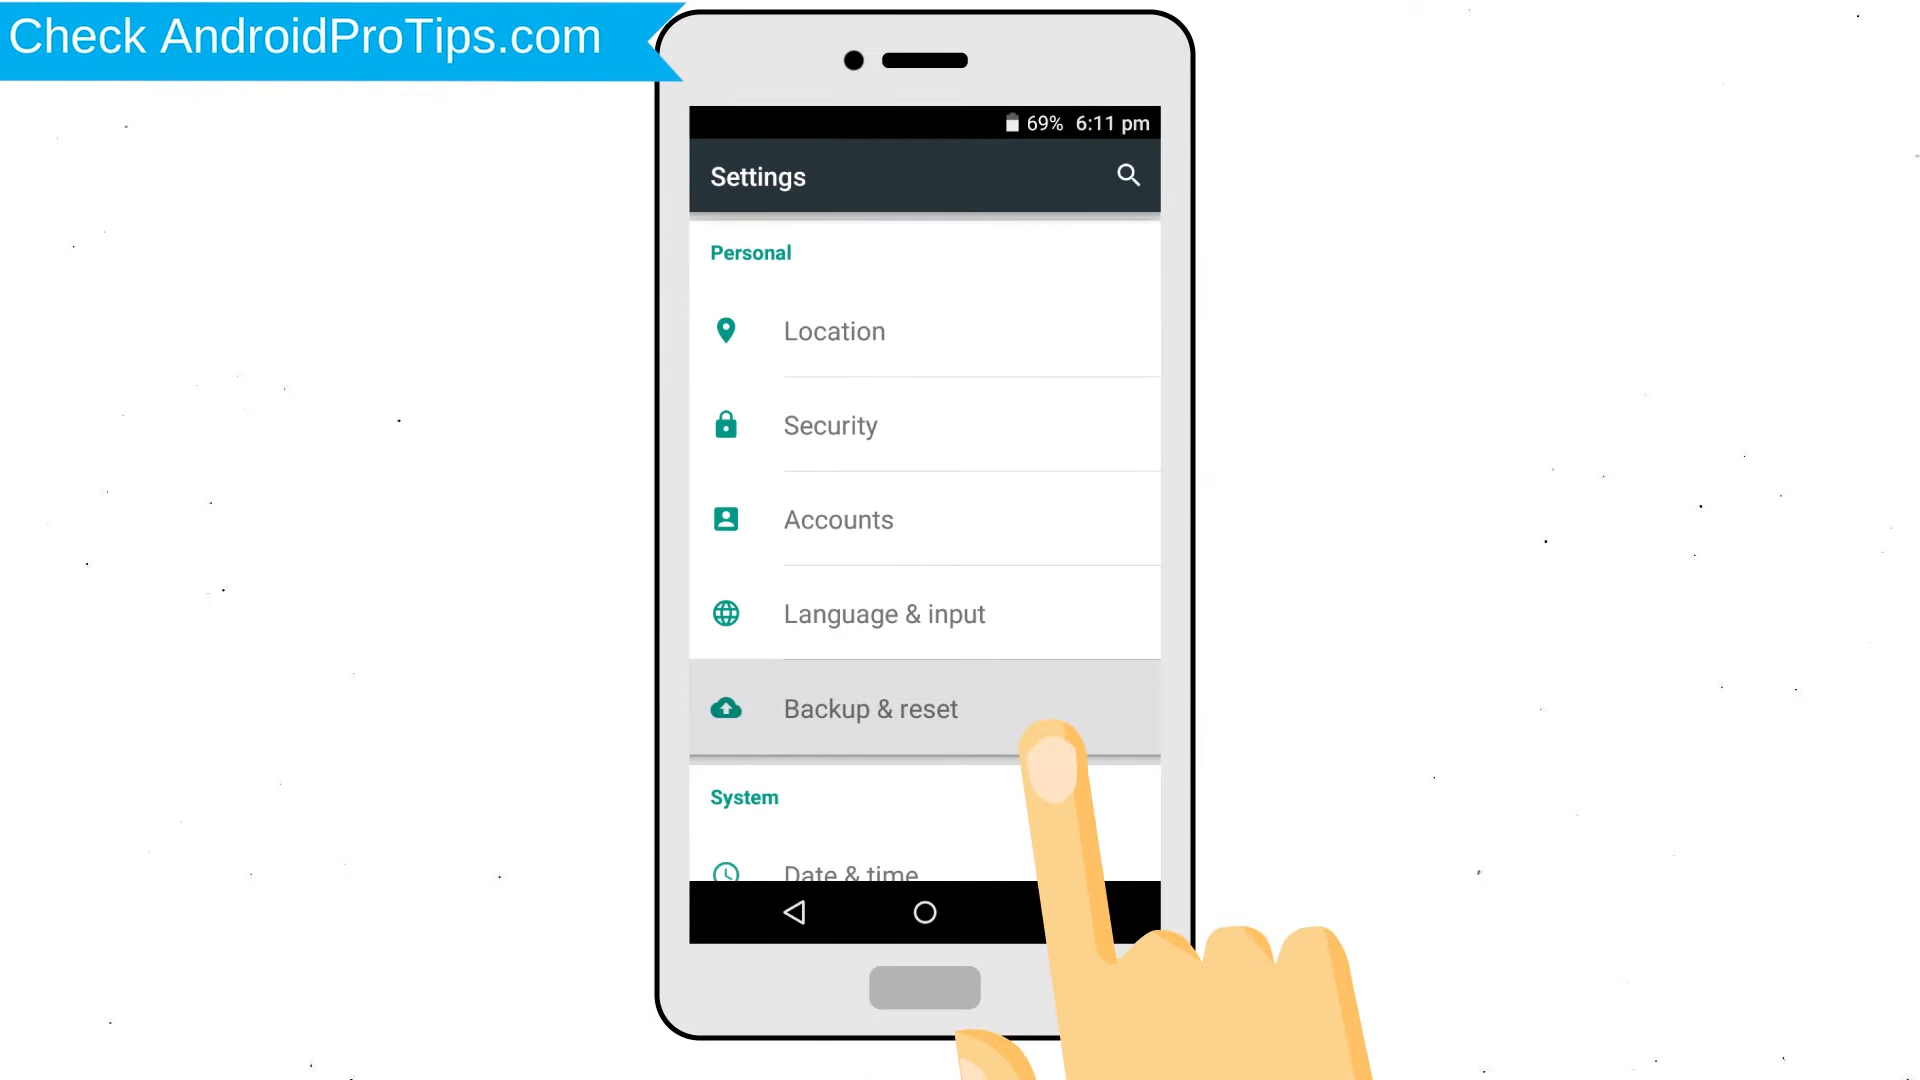 Check AndroidProTips.com
69% 6:11 pm
Settings
Personal
Location
Security
Accounts
Language & input
Backup & reset
System
Date & time